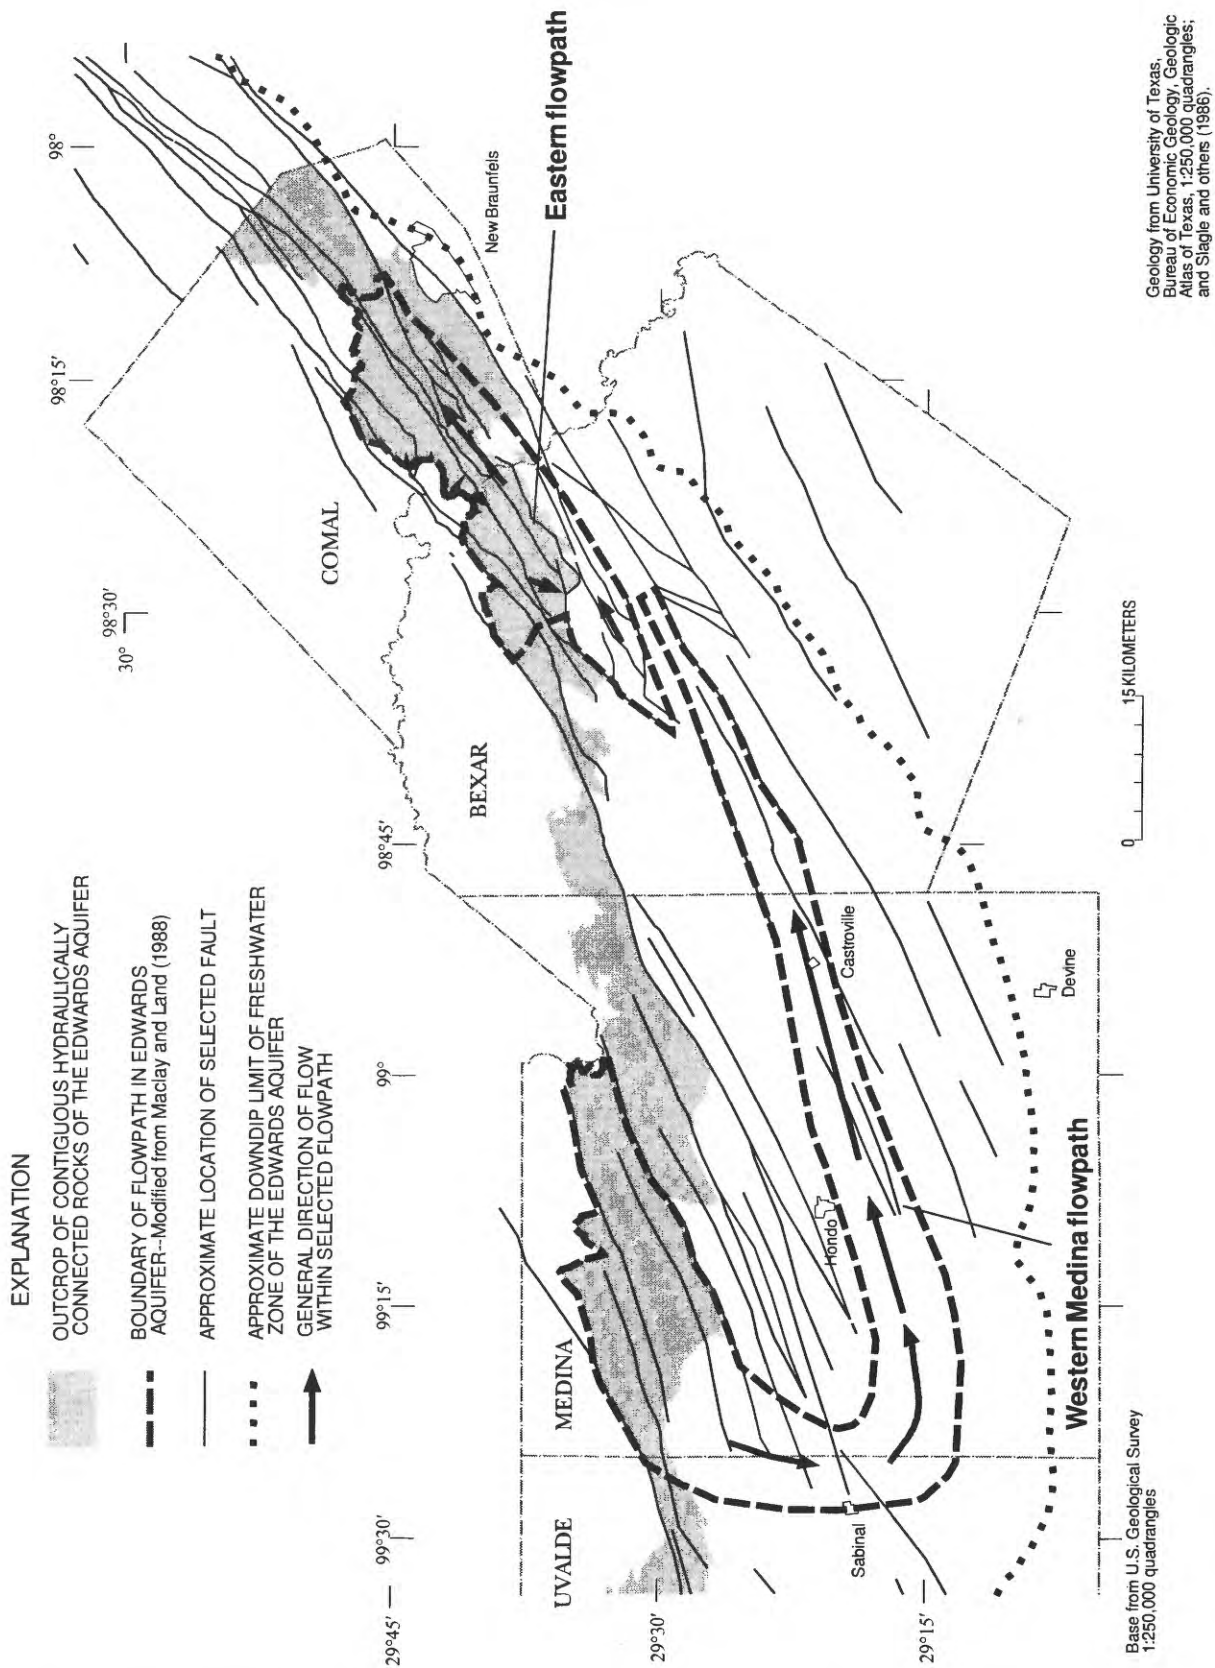 EXPLANATION
OUTCROP OF CONTIGUOUS HYDRAULICALLY
CONNECTED ROCKS OF THE EDWARDS AQUIFER
BOUNDARY OF FLOWPATH IN EDWARDS
AQUIFER--Modified from Maclay and Land (1988)
APPROXIMATE LOCATION OF SELECTED FAULT
APPROXIMATE DOWNDIP LIMIT OF FRESHWATER
ZONE OF THE EDWARDS AQUIFER
GENERAL DIRECTION OF FLOW
WITHIN SELECTED FLOWPATH
99°30'
99°15'
99°
98°45'
98°30'
98°15'
98°
30°
29°45'
29°30'
29°15'
UVALDE
MEDINA
BEXAR
COMAL
Sabinal
Hondo
Castroville
Devine
New Braunfels
Eastern flowpath
Western Medina flowpath
0
15 KILOMETERS
Base from U.S. Geological Survey
1:250,000 quadrangles
Geology from University of Texas,
Bureau of Economic Geology, Geologic
Atlas of Texas, 1:250,000 quadrangles;
and Slagle and others (1986).